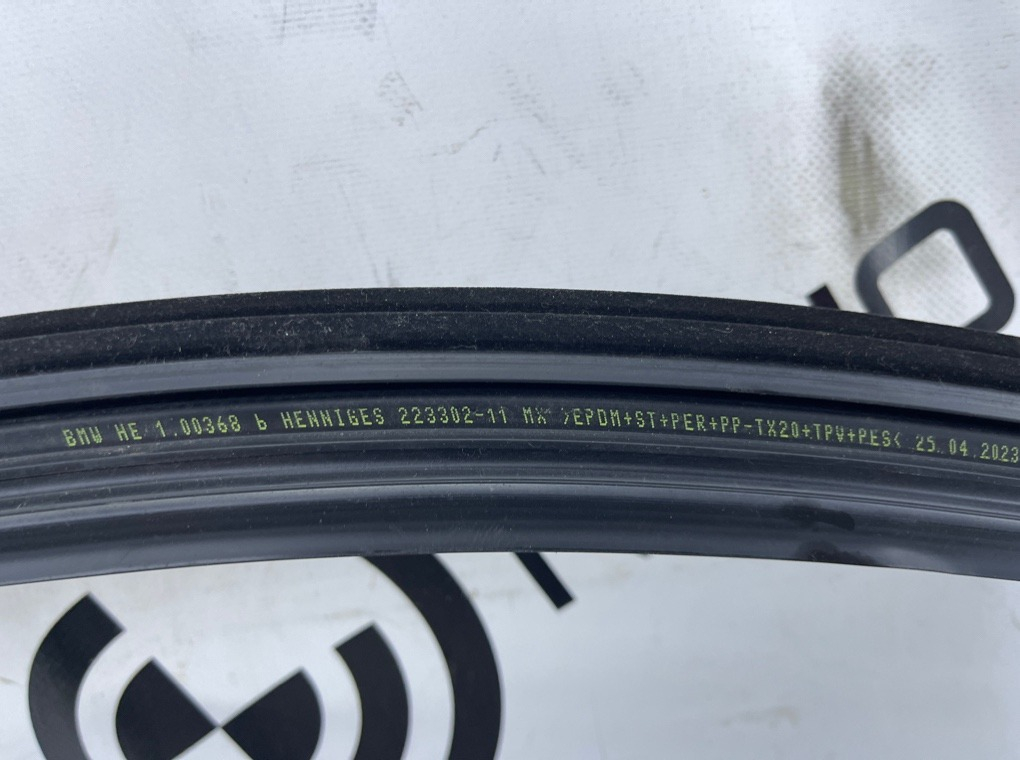 BMW HE 1.00368 b HENNIGES 223302-11 MX >EPDM+ST+PER+PP-TX20+TPV+PES< 25.04.2023